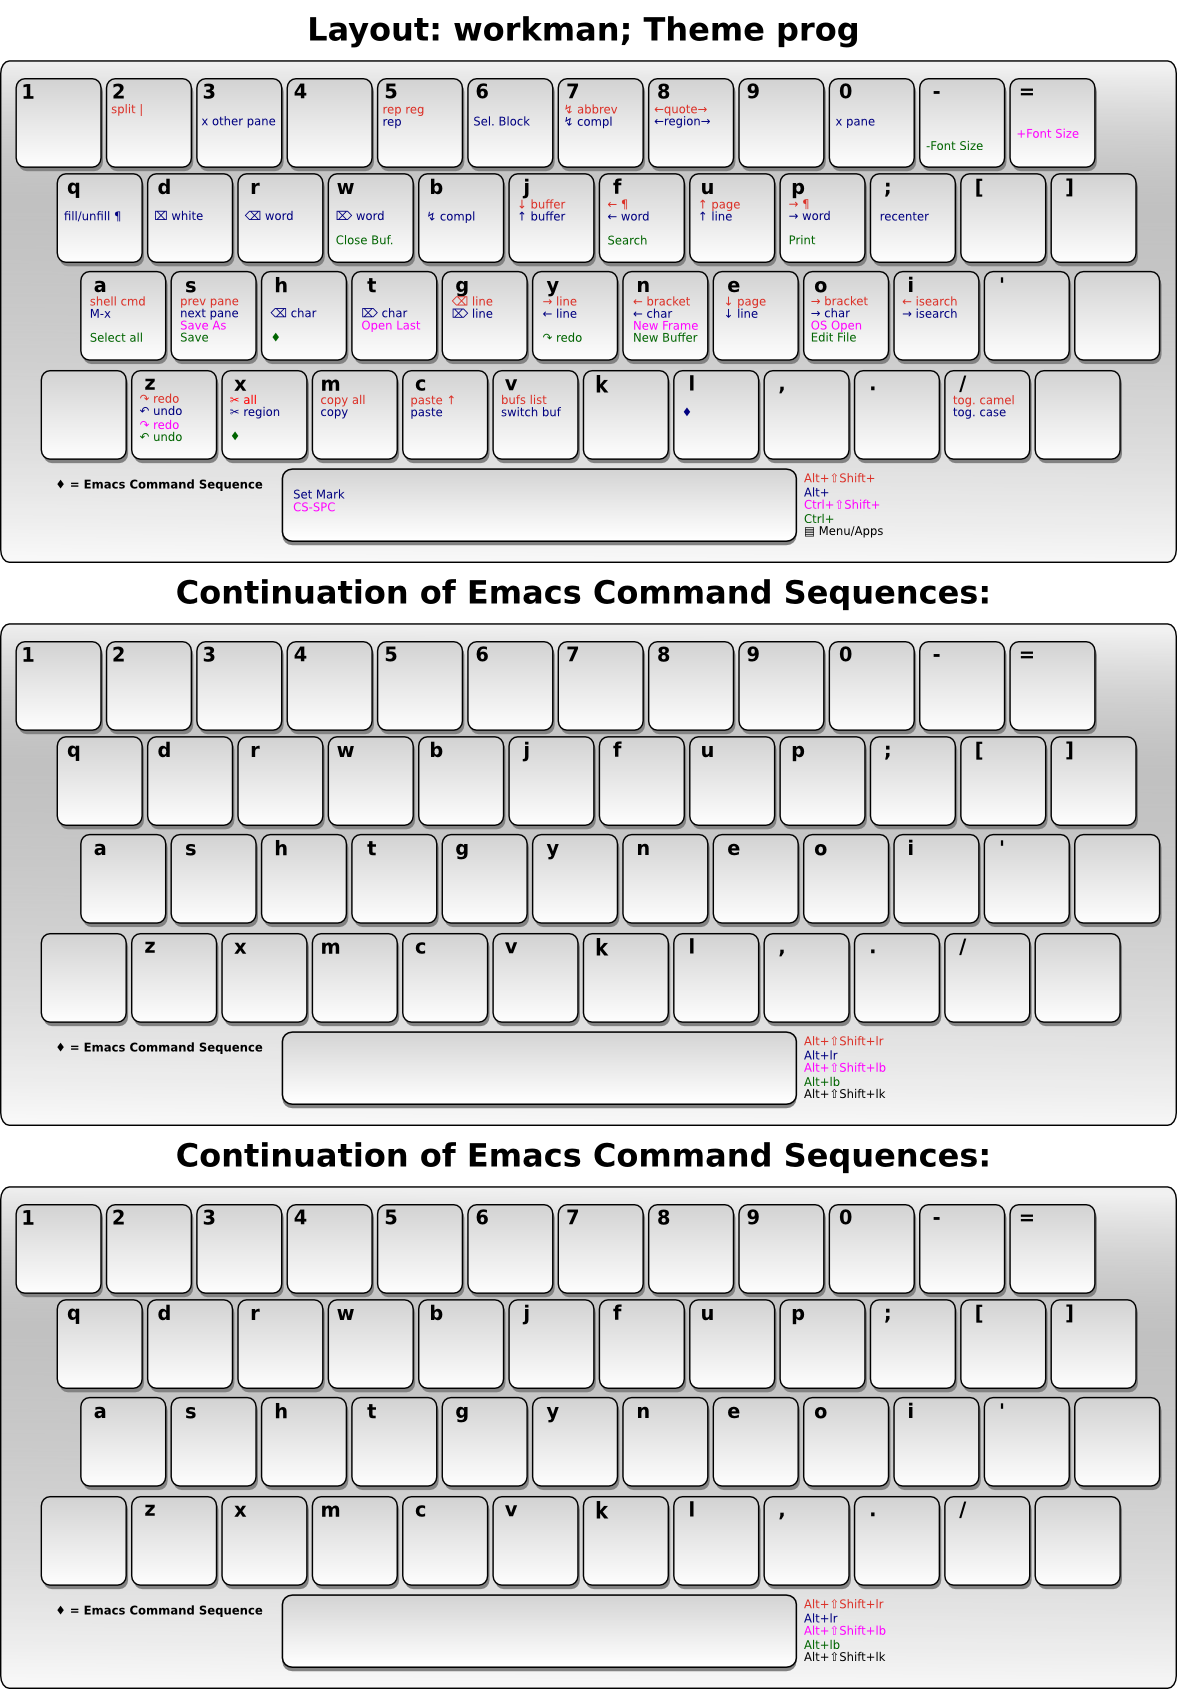 Layout: workman; Theme prog
1 2 3 4 5 6 7 8 9 0 - =
split | rep reg ↯ abbrev ←quote→
x other pane rep Sel. Block ↯ compl ←region→ x pane
+Font Size
-Font Size
q d r w b j f u p ; [ ]
↓ buffer ← ¶ ↑ page → ¶
fill/unfill ¶ ⌧ white ⌫ word ⌦ word ↯ compl ↑ buffer ← word ↑ line → word recenter
Close Buf. Search Print
a s h t g y n e o i '
shell cmd prev pane ⌫ line → line ← bracket ↓ page → bracket ← isearch
M-x next pane ⌫ char ⌦ char ⌦ line ← line ← char ↓ line → char → isearch
Save As Open Last New Frame OS Open
Select all Save ♦ ↷ redo New Buffer Edit File
z x m c v k l , . /
↷ redo ✂ all copy all paste ↑ bufs list tog. camel
↶ undo ✂ region copy paste switch buf ♦ tog. case
↷ redo
↶ undo ♦
♦ = Emacs Command Sequence
Set Mark
CS-SPC
Alt+⇧Shift+
Alt+
Ctrl+⇧Shift+
Ctrl+
▤ Menu/Apps
Continuation of Emacs Command Sequences:
1 2 3 4 5 6 7 8 9 0 - =
q d r w b j f u p ; [ ]
a s h t g y n e o i '
z x m c v k l , . /
♦ = Emacs Command Sequence
Alt+⇧Shift+lr
Alt+lr
Alt+⇧Shift+lb
Alt+lb
Alt+⇧Shift+lk
Continuation of Emacs Command Sequences:
1 2 3 4 5 6 7 8 9 0 - =
q d r w b j f u p ; [ ]
a s h t g y n e o i '
z x m c v k l , . /
♦ = Emacs Command Sequence
Alt+⇧Shift+lr
Alt+lr
Alt+⇧Shift+lb
Alt+lb
Alt+⇧Shift+lk